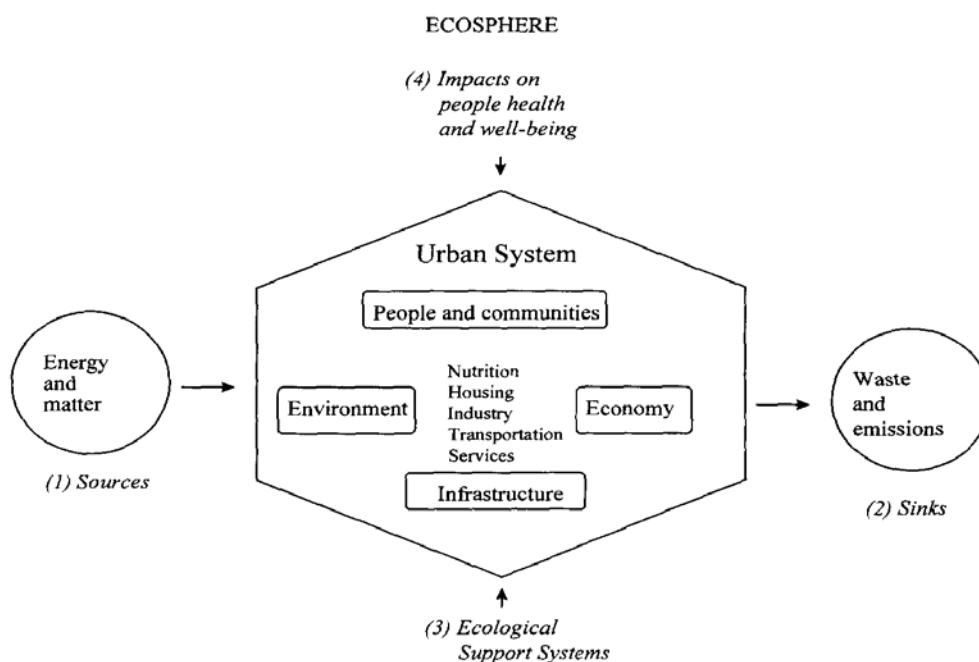 ECOSPHERE
(4) Impacts on
people health
and well-being
Urban System
People and communities
Energy
and
matter
(1) Sources
Environment
Nutrition
Housing
Industry
Transportation
Services
Economy
Infrastructure
Waste
and
emissions
(2) Sinks
(3) Ecological
Support Systems